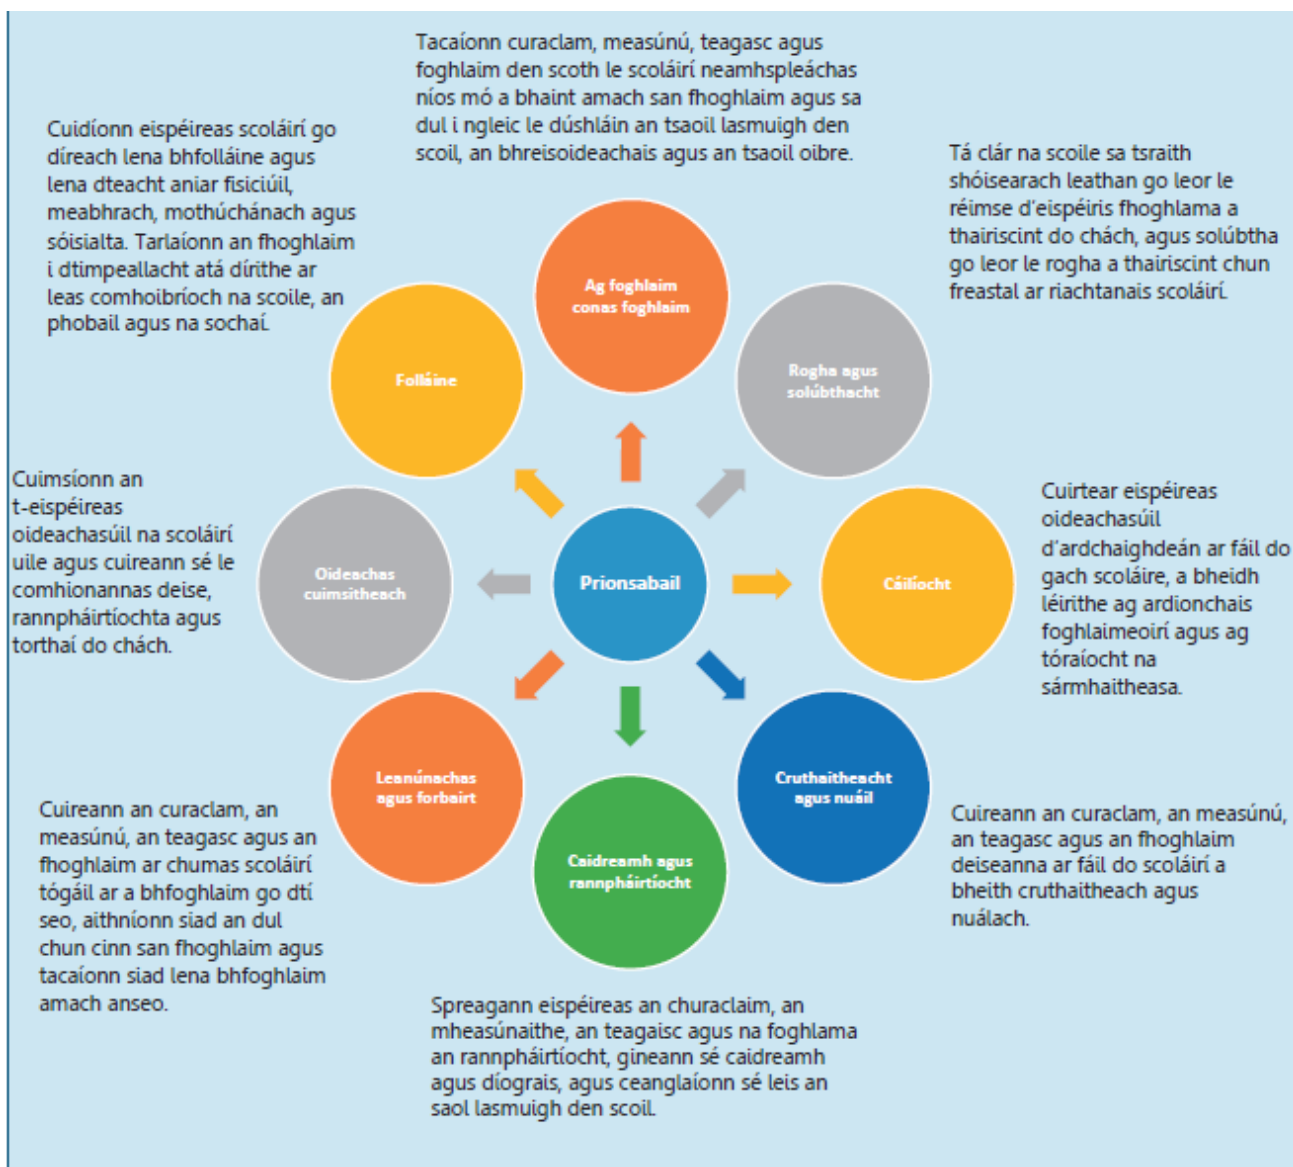 Tacaíonn curaclam, measúnú, teagasc agus
foghlaim den scoth le scoláirí neamhspleáchas
níos mó a bhaint amach san fhoghlaim agus sa
dul i ngleic le dúshláin an tsaoil lasmuigh den
scoil, an bhreisoideachais agus an tsaoil oibre.
Cuidíonn eispéireas scoláirí go
díreach lena bhfolláine agus
lena dteacht aniar fisiciúil,
meabhrach, mothúchánach agus
sóisialta. Tarlaíonn an fhoghlaim
i dtimpeallacht atá dírithe ar
leas comhoibríoch na scoile, an
phobail agus na sochaí.
Tá clár na scoile sa tsraith
shóisearach leathan go leor le
réimse d'eispéiris fhoghlama a
thairiscint do chách, agus solúbtha
go leor le rogha a thairiscint chun
freastal ar riachtanais scoláirí.
Ag foghlaim
conas foghlaim
Folláine
Rogha agus
solúbthacht
Cuimsíonn an
t-eispéireas
oideachasúil na scoláirí
uile agus cuireann sé le
comhionannas deise,
rannpháirtíochta agus
torthaí do chách.
Oideachas
cuimsitheach
Prionsabail
Cáilíocht
Cuirtear eispéireas
oideachasúil
d'ardchaighdeán ar fáil do
gach scoláire, a bheidh
léirithe ag ardionchais
foghlaimeoirí agus ag
tóraíocht na
sármhaitheasa.
Leanúnachas
agus forbairt
Cruthaitheacht
agus nuáil
Caidreamh agus
rannpháirtíocht
Cuireann an curaclam, an
measúnú, an teagasc agus an
fhoghlaim ar chumas scoláirí
tógáil ar a bhfoghlaim go dtí
seo, aithníonn siad an dul
chun cinn san fhoghlaim agus
tacaíonn siad lena bhfoghlaim
amach anseo.
Cuireann an curaclam, an measúnú,
an teagasc agus an fhoghlaim
deiseanna ar fáil do scoláirí a
bheith cruthaitheach agus
nuálach.
Spreagann eispéireas an churaclaim, an
mheasúnaithe, an teagaisc agus na foghlama
an rannpháirtíocht, gineann sé caidreamh
agus díograis, agus ceanglaíonn sé leis an
saol lasmuigh den scoil.